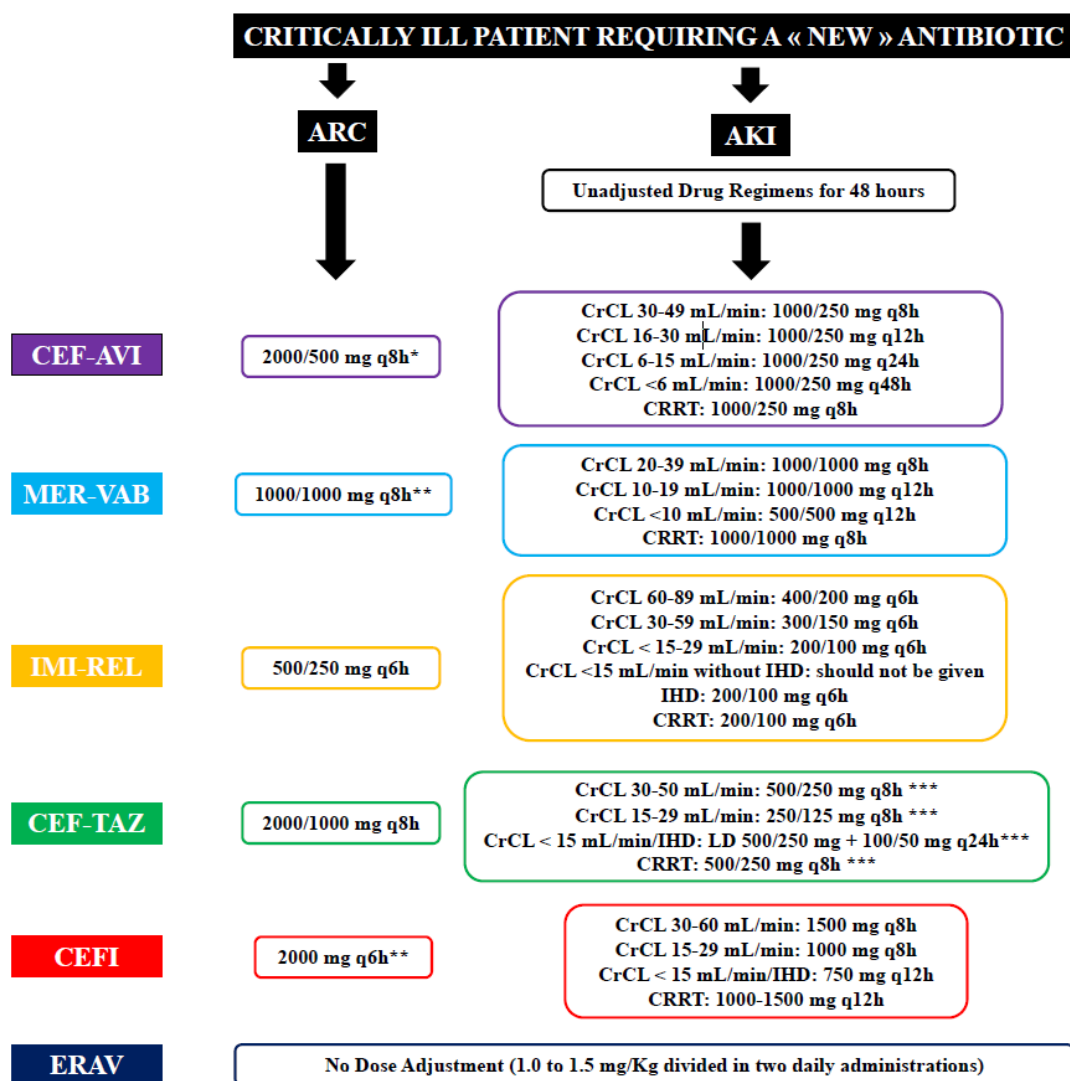 CRITICALLY ILL PATIENT REQUIRING A « NEW » ANTIBIOTIC
ARC
AKI
Unadjusted Drug Regimens for 48 hours
CEF-AVI
2000/500 mg q8h*
CrCL 30-49 mL/min: 1000/250 mg q8h
CrCL 16-30 mL/min: 1000/250 mg q12h
CrCL 6-15 mL/min: 1000/250 mg q24h
CrCL <6 mL/min: 1000/250 mg q48h
CRRT: 1000/250 mg q8h
MER-VAB
1000/1000 mg q8h**
CrCL 20-39 mL/min: 1000/1000 mg q8h
CrCL 10-19 mL/min: 1000/1000 mg q12h
CrCL <10 mL/min: 500/500 mg q12h
CRRT: 1000/1000 mg q8h
IMI-REL
500/250 mg q6h
CrCL 60-89 mL/min: 400/200 mg q6h
CrCL 30-59 mL/min: 300/150 mg q6h
CrCL < 15-29 mL/min: 200/100 mg q6h
CrCL <15 mL/min without IHD: should not be given
IHD: 200/100 mg q6h
CRRT: 200/100 mg q6h
CEF-TAZ
2000/1000 mg q8h
CrCL 30-50 mL/min: 500/250 mg q8h ***
CrCL 15-29 mL/min: 250/125 mg q8h ***
CrCL < 15 mL/min/IHD: LD 500/250 mg + 100/50 mg q24h***
CRRT: 500/250 mg q8h ***
CEFI
2000 mg q6h**
CrCL 30-60 mL/min: 1500 mg q8h
CrCL 15-29 mL/min: 1000 mg q8h
CrCL < 15 mL/min/IHD: 750 mg q12h
CRRT: 1000-1500 mg q12h
ERAV
No Dose Adjustment (1.0 to 1.5 mg/Kg divided in two daily administrations)